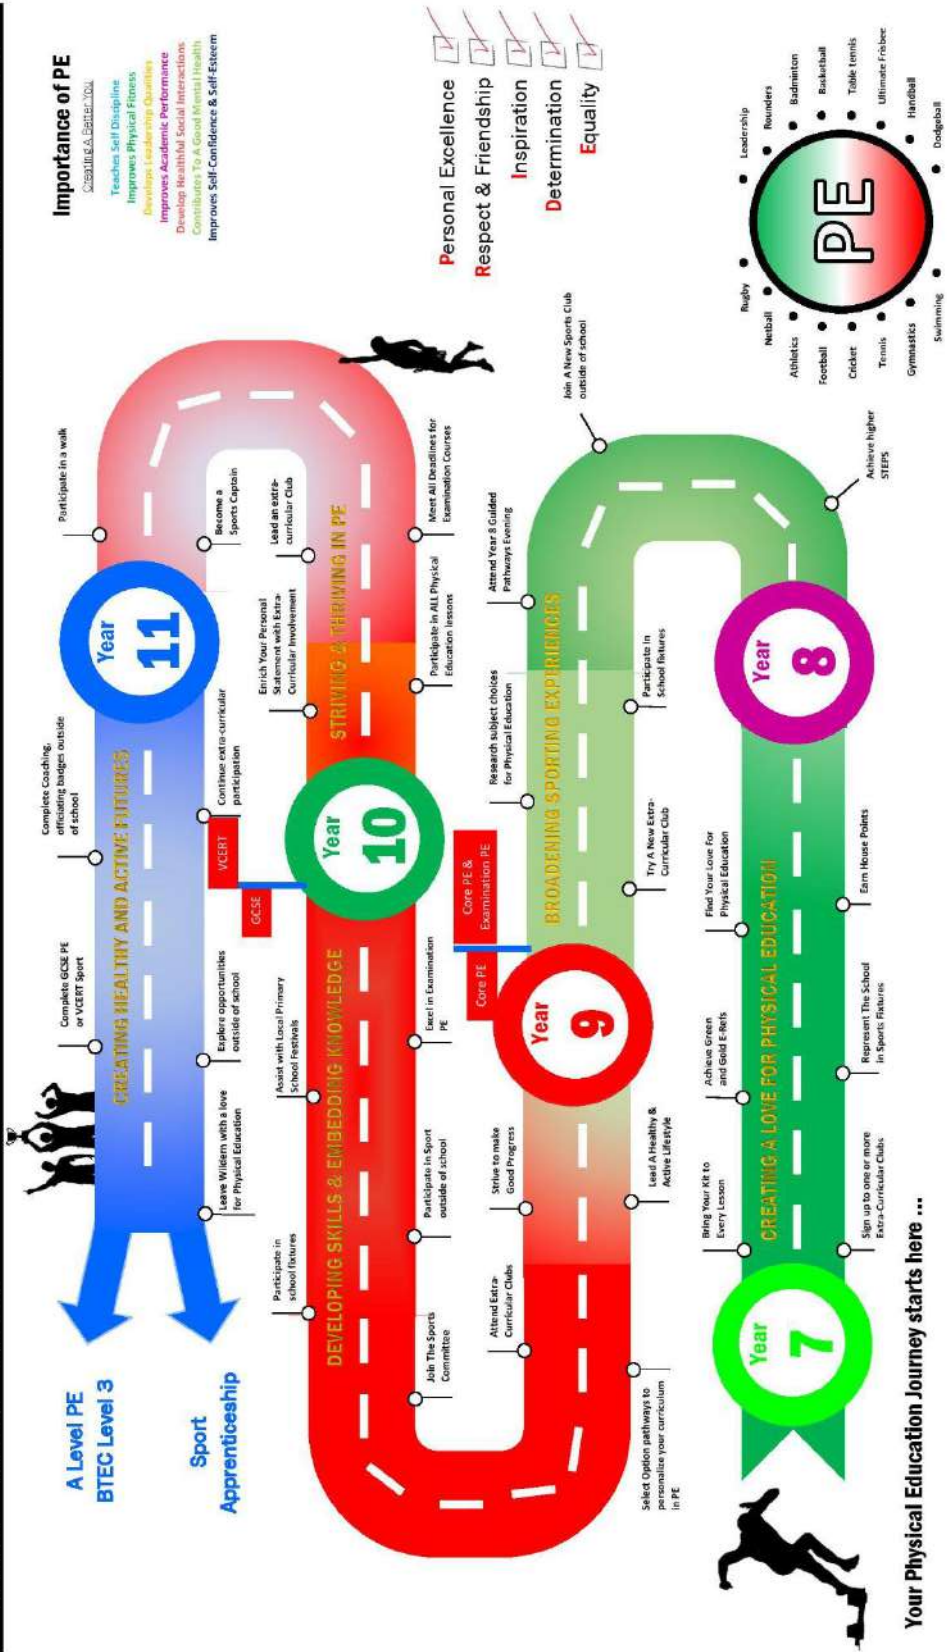 Importance of PE
Creating A Better You
Teaches Self Discipline
Improves Physical Fitness
Develops Leadership Qualities
Improves Academic Performance
Develop Healthful Social Interactions
Contributes To A Good Mental Health
Improves Self-Confidence & Self-Esteem
Personal Excellence
Respect & Friendship
Inspiration
Determination
Equality
A Level PE
BTEC Level 3
Sport
Apprenticeship
Complete GCSE PE
or VCERT Sport
Complete Coaching,
officiating badges outside
of school
Participate in a walk
CREATING HEALTHY AND ACTIVE FUTURES
Year
11
Leave Wildern with a love
for Physical Education
Explore opportunities
outside of school
Continue extra-curricular
participation
Become a
Sports Captain
GCSE
VCERT
Participate in
school fixtures
Assist with Local Primary
School Festivals
Enrich Your Personal
Statement with Extra-
Curricular Involvement
Lead an extra-
curricular Club
DEVELOPING SKILLS & EMBEDDING KNOWLEDGE
Year
10
STRIVING & THRIVING IN PE
Join The Sports
Committee
Participate in Sport
outside of school
Excel in Examination
PE
Participate in ALL Physical
Education lessons
Meet All Deadlines for
Examination Courses
Core PE
Core PE &
Examination PE
Attend Extra-
Curricular Clubs
Strive to make
Good Progress
Research subject choices
for Physical Education
Attend Year 8 Guided
Pathways Evening
Join A New Sports Club
outside of school
Year
9
BROADENING SPORTING EXPERIENCES
Select Option pathways to
personalize your curriculum
in PE
Lead A Healthy &
Active Lifestyle
Try A New Extra-
Curricular Club
Participate In
School fixtures
Bring Your Kit to
Every Lesson
Achieve Green
and Gold E-Refs
Find Your Love For
Physical Education
Year
7
CREATING A LOVE FOR PHYSICAL EDUCATION
Year
8
Achieve higher
STEPS
Sign up to one or more
Extra-Curricular Clubs
Represent The School
in Sports Fixtures
Earn House Points
Your Physical Education Journey starts here ...
PE
Rugby
Netball
Athletics
Football
Cricket
Tennis
Gymnastics
Swimming
Leadership
Rounders
Badminton
Basketball
Table tennis
Ultimate Frisbee
Handball
Dodgeball